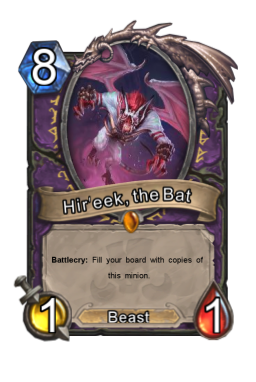 8
Hir'eek, the Bat
Battlecry: Fill your board with copies of
this minion.
1
Beast
1